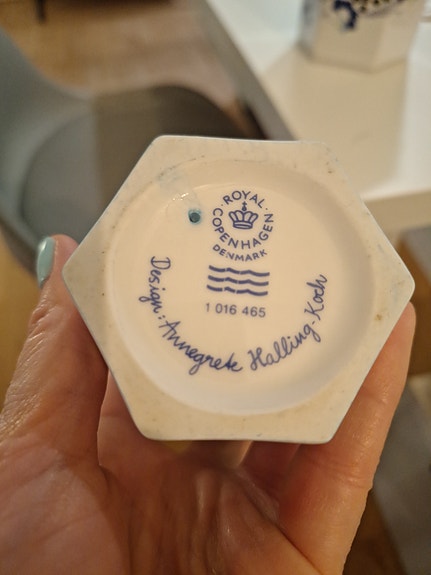 ROYAL
COPENHAGEN
DENMARK
1 016 465
Design: Annegrete Halling-Koch